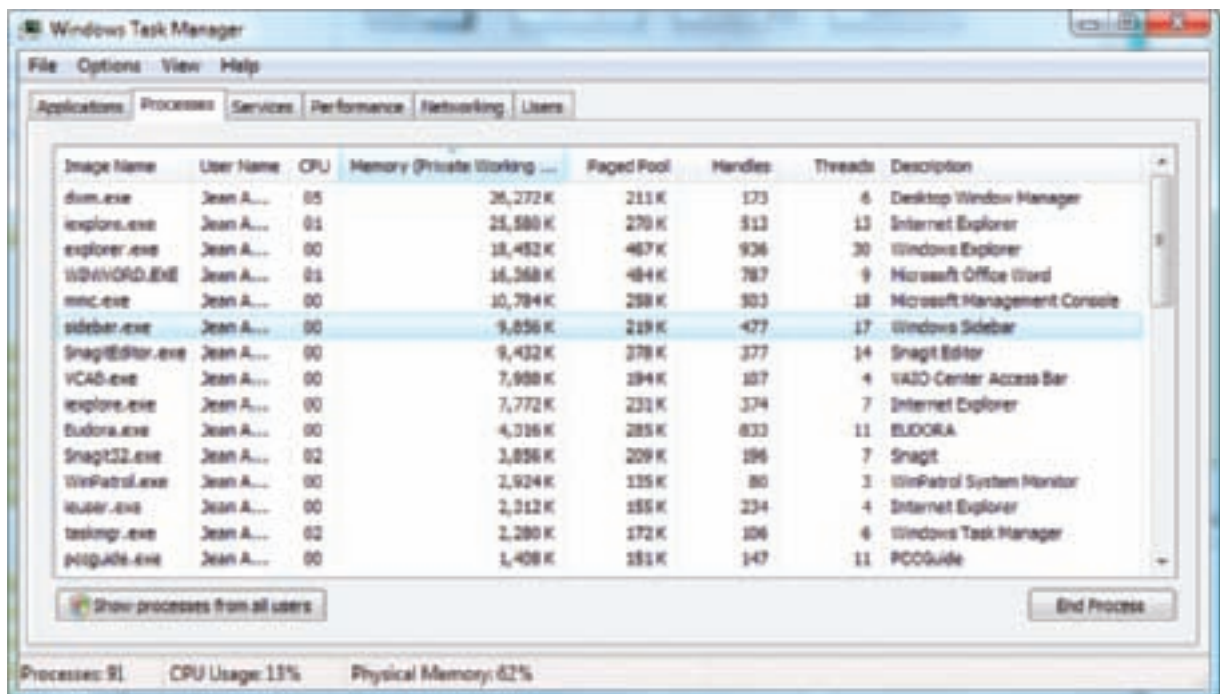 Windows Task Manager
File Options View Help
Applications Processes Services Performance Networking Users
Image Name User Name CPU Memory (Private Working ... Paged Pool Handles Threads Description
dwm.exe Jean A... 05 26,272 K 211 K 173 6 Desktop Window Manager
iexplore.exe Jean A... 01 25,580 K 270 K 513 13 Internet Explorer
explorer.exe Jean A... 00 18,452 K 467 K 936 30 Windows Explorer
WINWORD.EXE Jean A... 01 16,368 K 484 K 787 9 Microsoft Office Word
mmc.exe Jean A... 00 10,784 K 258 K 503 18 Microsoft Management Console
sidebar.exe Jean A... 00 9,856 K 219 K 477 17 Windows Sidebar
SnagitEditor.exe Jean A... 00 9,432 K 378 K 377 14 Snagit Editor
VCAB.exe Jean A... 00 7,988 K 194 K 107 4 VAIO Center Access Bar
iexplore.exe Jean A... 00 7,772 K 231 K 374 7 Internet Explorer
Eudora.exe Jean A... 00 4,316 K 285 K 833 11 EUDORA
Snagit32.exe Jean A... 02 3,856 K 209 K 196 7 Snagit
WinPatrol.exe Jean A... 00 2,924 K 135 K 80 3 WinPatrol System Monitor
ieuser.exe Jean A... 00 2,312 K 155 K 234 4 Internet Explorer
taskmgr.exe Jean A... 02 2,280 K 172 K 106 6 Windows Task Manager
pccguide.exe Jean A... 00 1,408 K 151 K 147 11 PCCGuide
Show processes from all users End Process
Processes: 91 CPU Usage: 13% Physical Memory: 62%